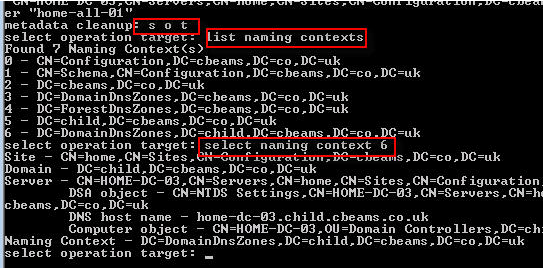 er "home-all-01"
metadata cleanup: s o t
select operation target: list naming contexts
Found 7 Naming Context(s)
0 - CN=Configuration,DC=cbeams,DC=co,DC=uk
1 - CN=Schema,CN=Configuration,DC=cbeams,DC=co,DC=uk
2 - DC=cbeams,DC=co,DC=uk
3 - DC=DomainDnsZones,DC=cbeams,DC=co,DC=uk
4 - DC=ForestDnsZones,DC=cbeams,DC=co,DC=uk
5 - DC=child,DC=cbeams,DC=co,DC=uk
6 - DC=DomainDnsZones,DC=child,DC=cbeams,DC=co,DC=uk
select operation target: select naming context 6
Site - CN=home,CN=Sites,CN=Configuration,DC=cbeams,DC=co,DC=uk
Domain - DC=child,DC=cbeams,DC=co,DC=uk
Server - CN=HOME-DC-03,CN=Servers,CN=home,CN=Sites,CN=Configuration,
DSA object - CN=NTDS Settings,CN=HOME-DC-03,CN=Servers,CN=h
cbeams,DC=co,DC=uk
DNS host name - home-dc-03.child.cbeams.co.uk
Computer object - CN=HOME-DC-03,OU=Domain Controllers,DC=ch
Naming Context - DC=DomainDnsZones,DC=child,DC=cbeams,DC=co,DC=uk
select operation target: _